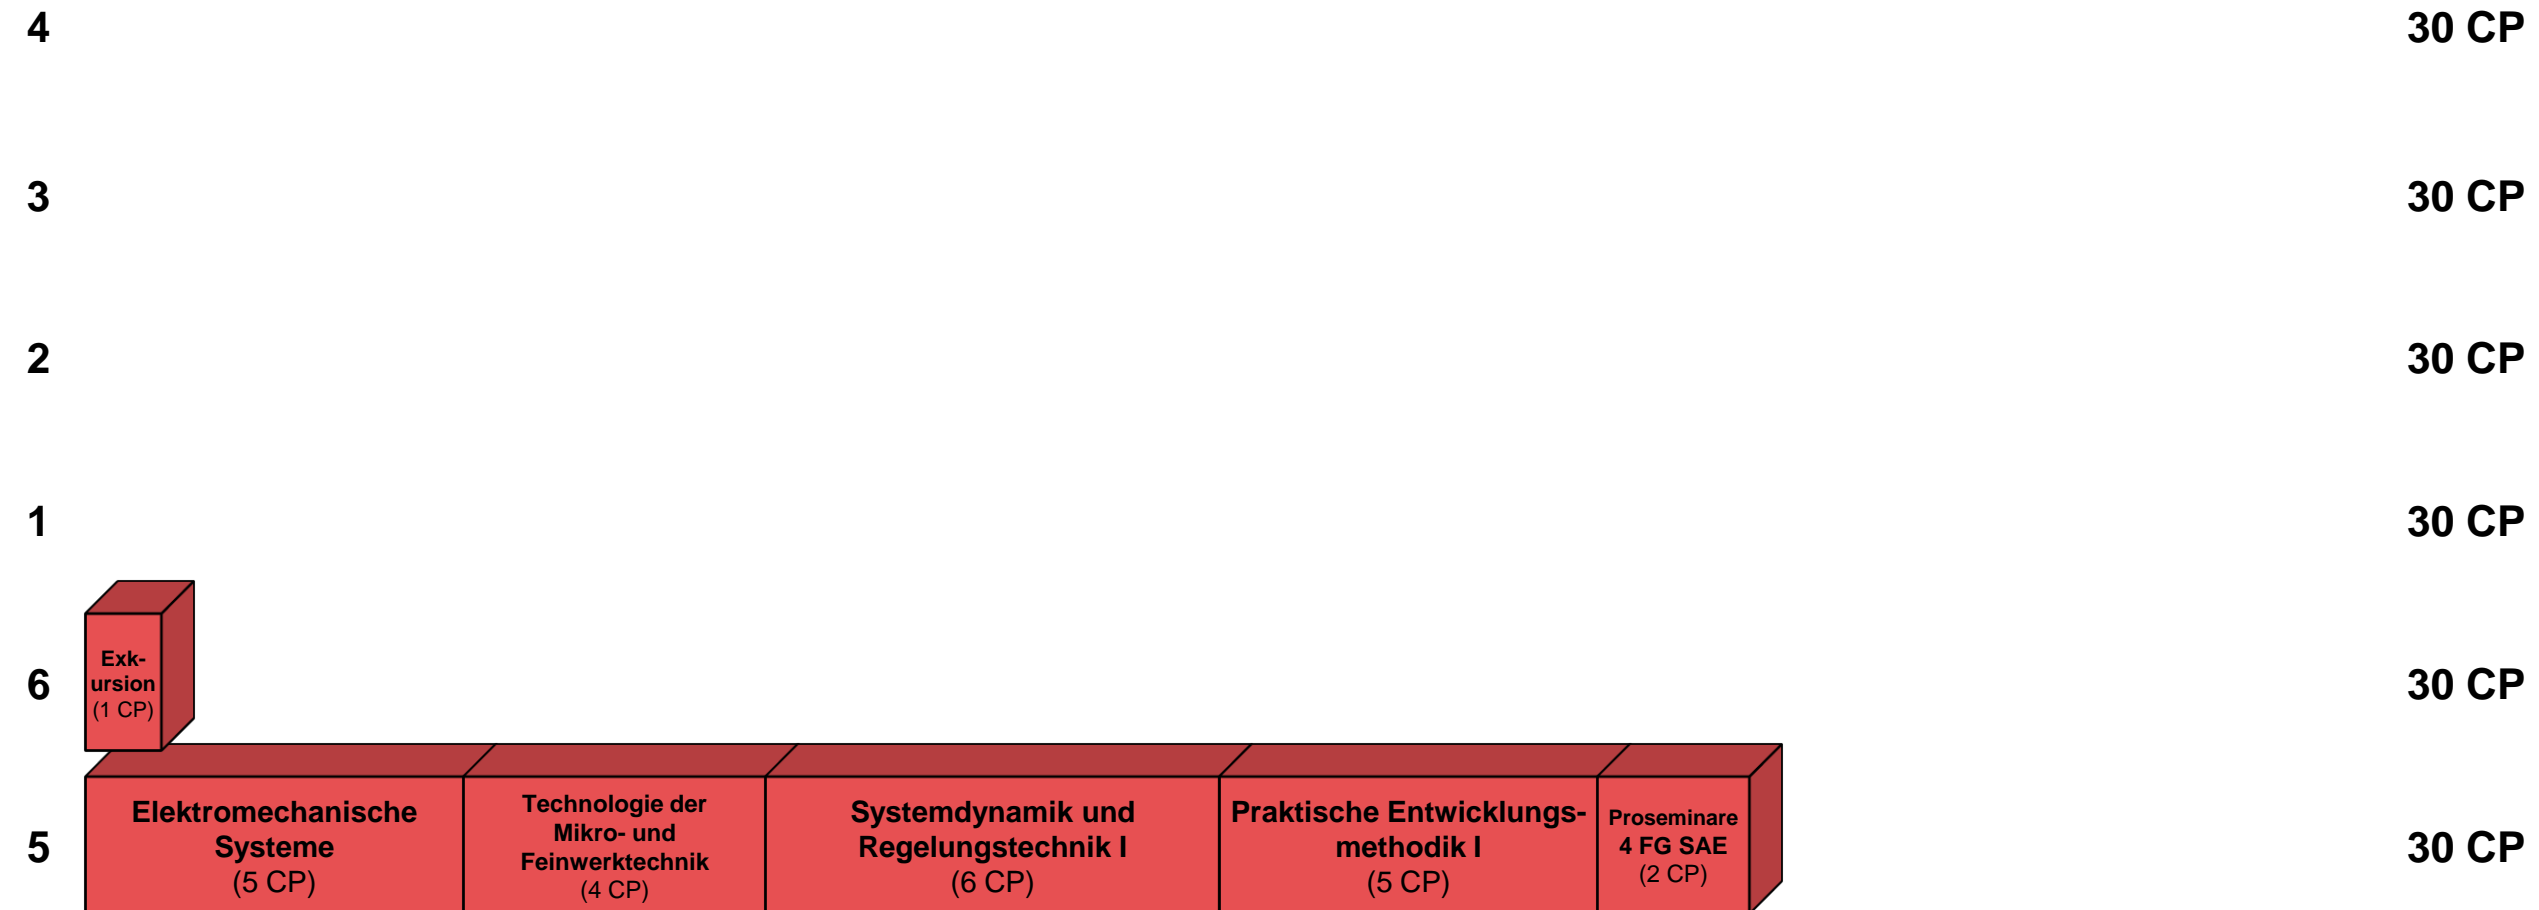 4
30 CP
3
30 CP
2
30 CP
1
30 CP
6
Exk-
ursion
(1 CP)
30 CP
5
Elektromechanische
Systeme
(5 CP)
Technologie der
Mikro- und
Feinwerktechnik
(4 CP)
Systemdynamik und
Regelungstechnik I
(6 CP)
Praktische Entwicklungs-
methodik I
(5 CP)
Proseminare
4 FG SAE
(2 CP)
30 CP